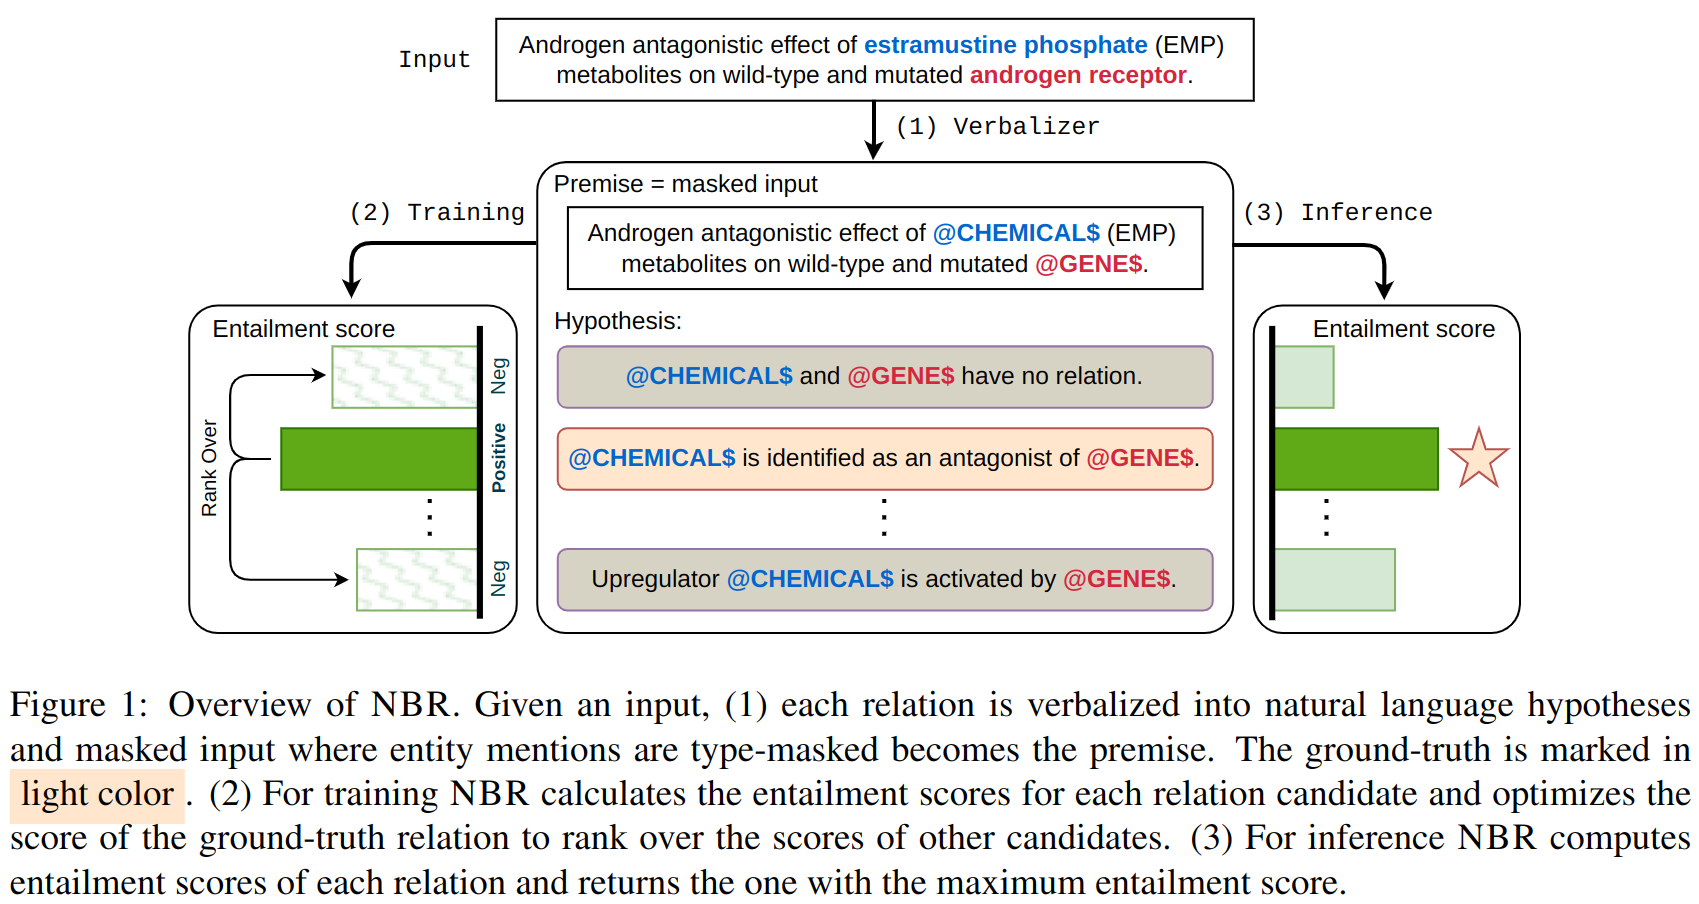 Input
Androgen antagonistic effect of estramustine phosphate (EMP)
metabolites on wild-type and mutated androgen receptor.
(1) Verbalizer
Premise = masked input
(2) Training
(3) Inference
Androgen antagonistic effect of @CHEMICAL$ (EMP)
metabolites on wild-type and mutated @GENE$.
Hypothesis:
Entailment score
Neg
Positive
Neg
Rank Over
@CHEMICAL$ and @GENE$ have no relation.
@CHEMICAL$ is identified as an antagonist of @GENE$.
Upregulator @CHEMICAL$ is activated by @GENE$.
Entailment score
Figure 1: Overview of NBR. Given an input, (1) each relation is verbalized into natural language hypotheses
and masked input where entity mentions are type-masked becomes the premise. The ground-truth is marked in
light color . (2) For training NBR calculates the entailment scores for each relation candidate and optimizes the
score of the ground-truth relation to rank over the scores of other candidates. (3) For inference NBR computes
entailment scores of each relation and returns the one with the maximum entailment score.